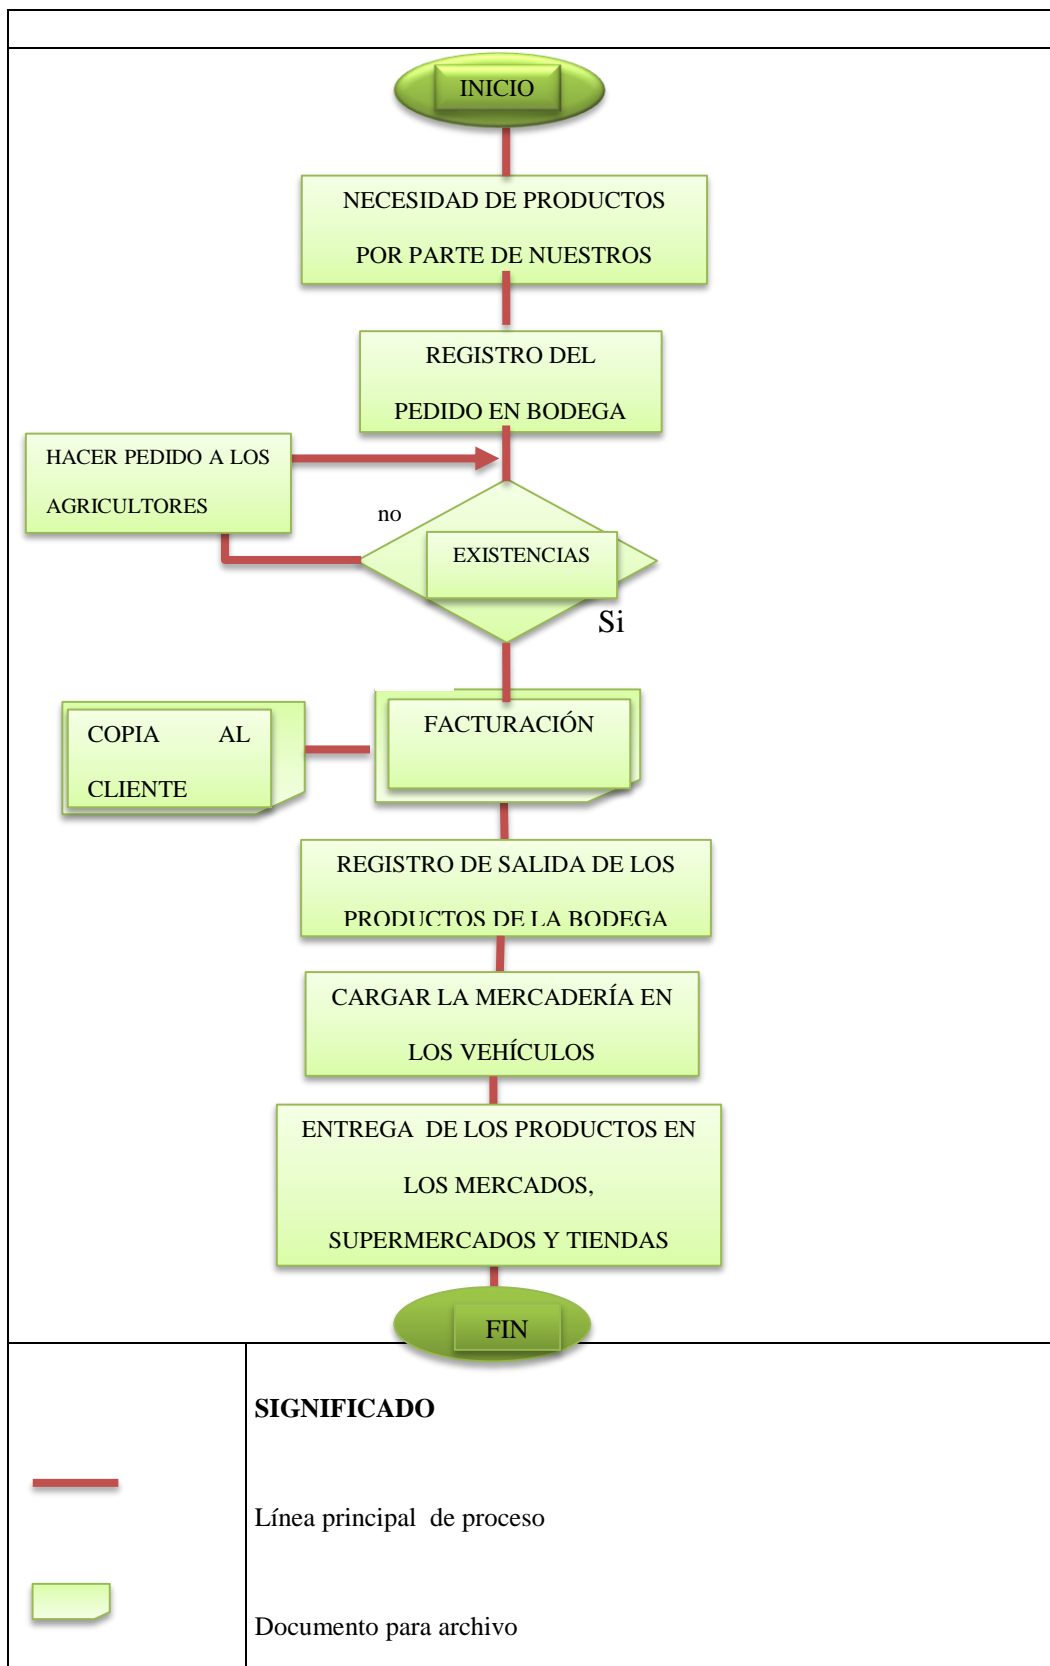 INICIO
NECESIDAD DE PRODUCTOS
POR PARTE DE NUESTROS
REGISTRO DEL
PEDIDO EN BODEGA
HACER PEDIDO A LOS
AGRICULTORES
no
EXISTENCIAS
Si
FACTURACIÓN
COPIA AL
CLIENTE
REGISTRO DE SALIDA DE LOS
PRODUCTOS DE LA BODEGA
CARGAR LA MERCADERÍA EN
LOS VEHÍCULOS
ENTREGA DE LOS PRODUCTOS EN
LOS MERCADOS,
SUPERMERCADOS Y TIENDAS
FIN
SIGNIFICADO
Línea principal de proceso
Documento para archivo